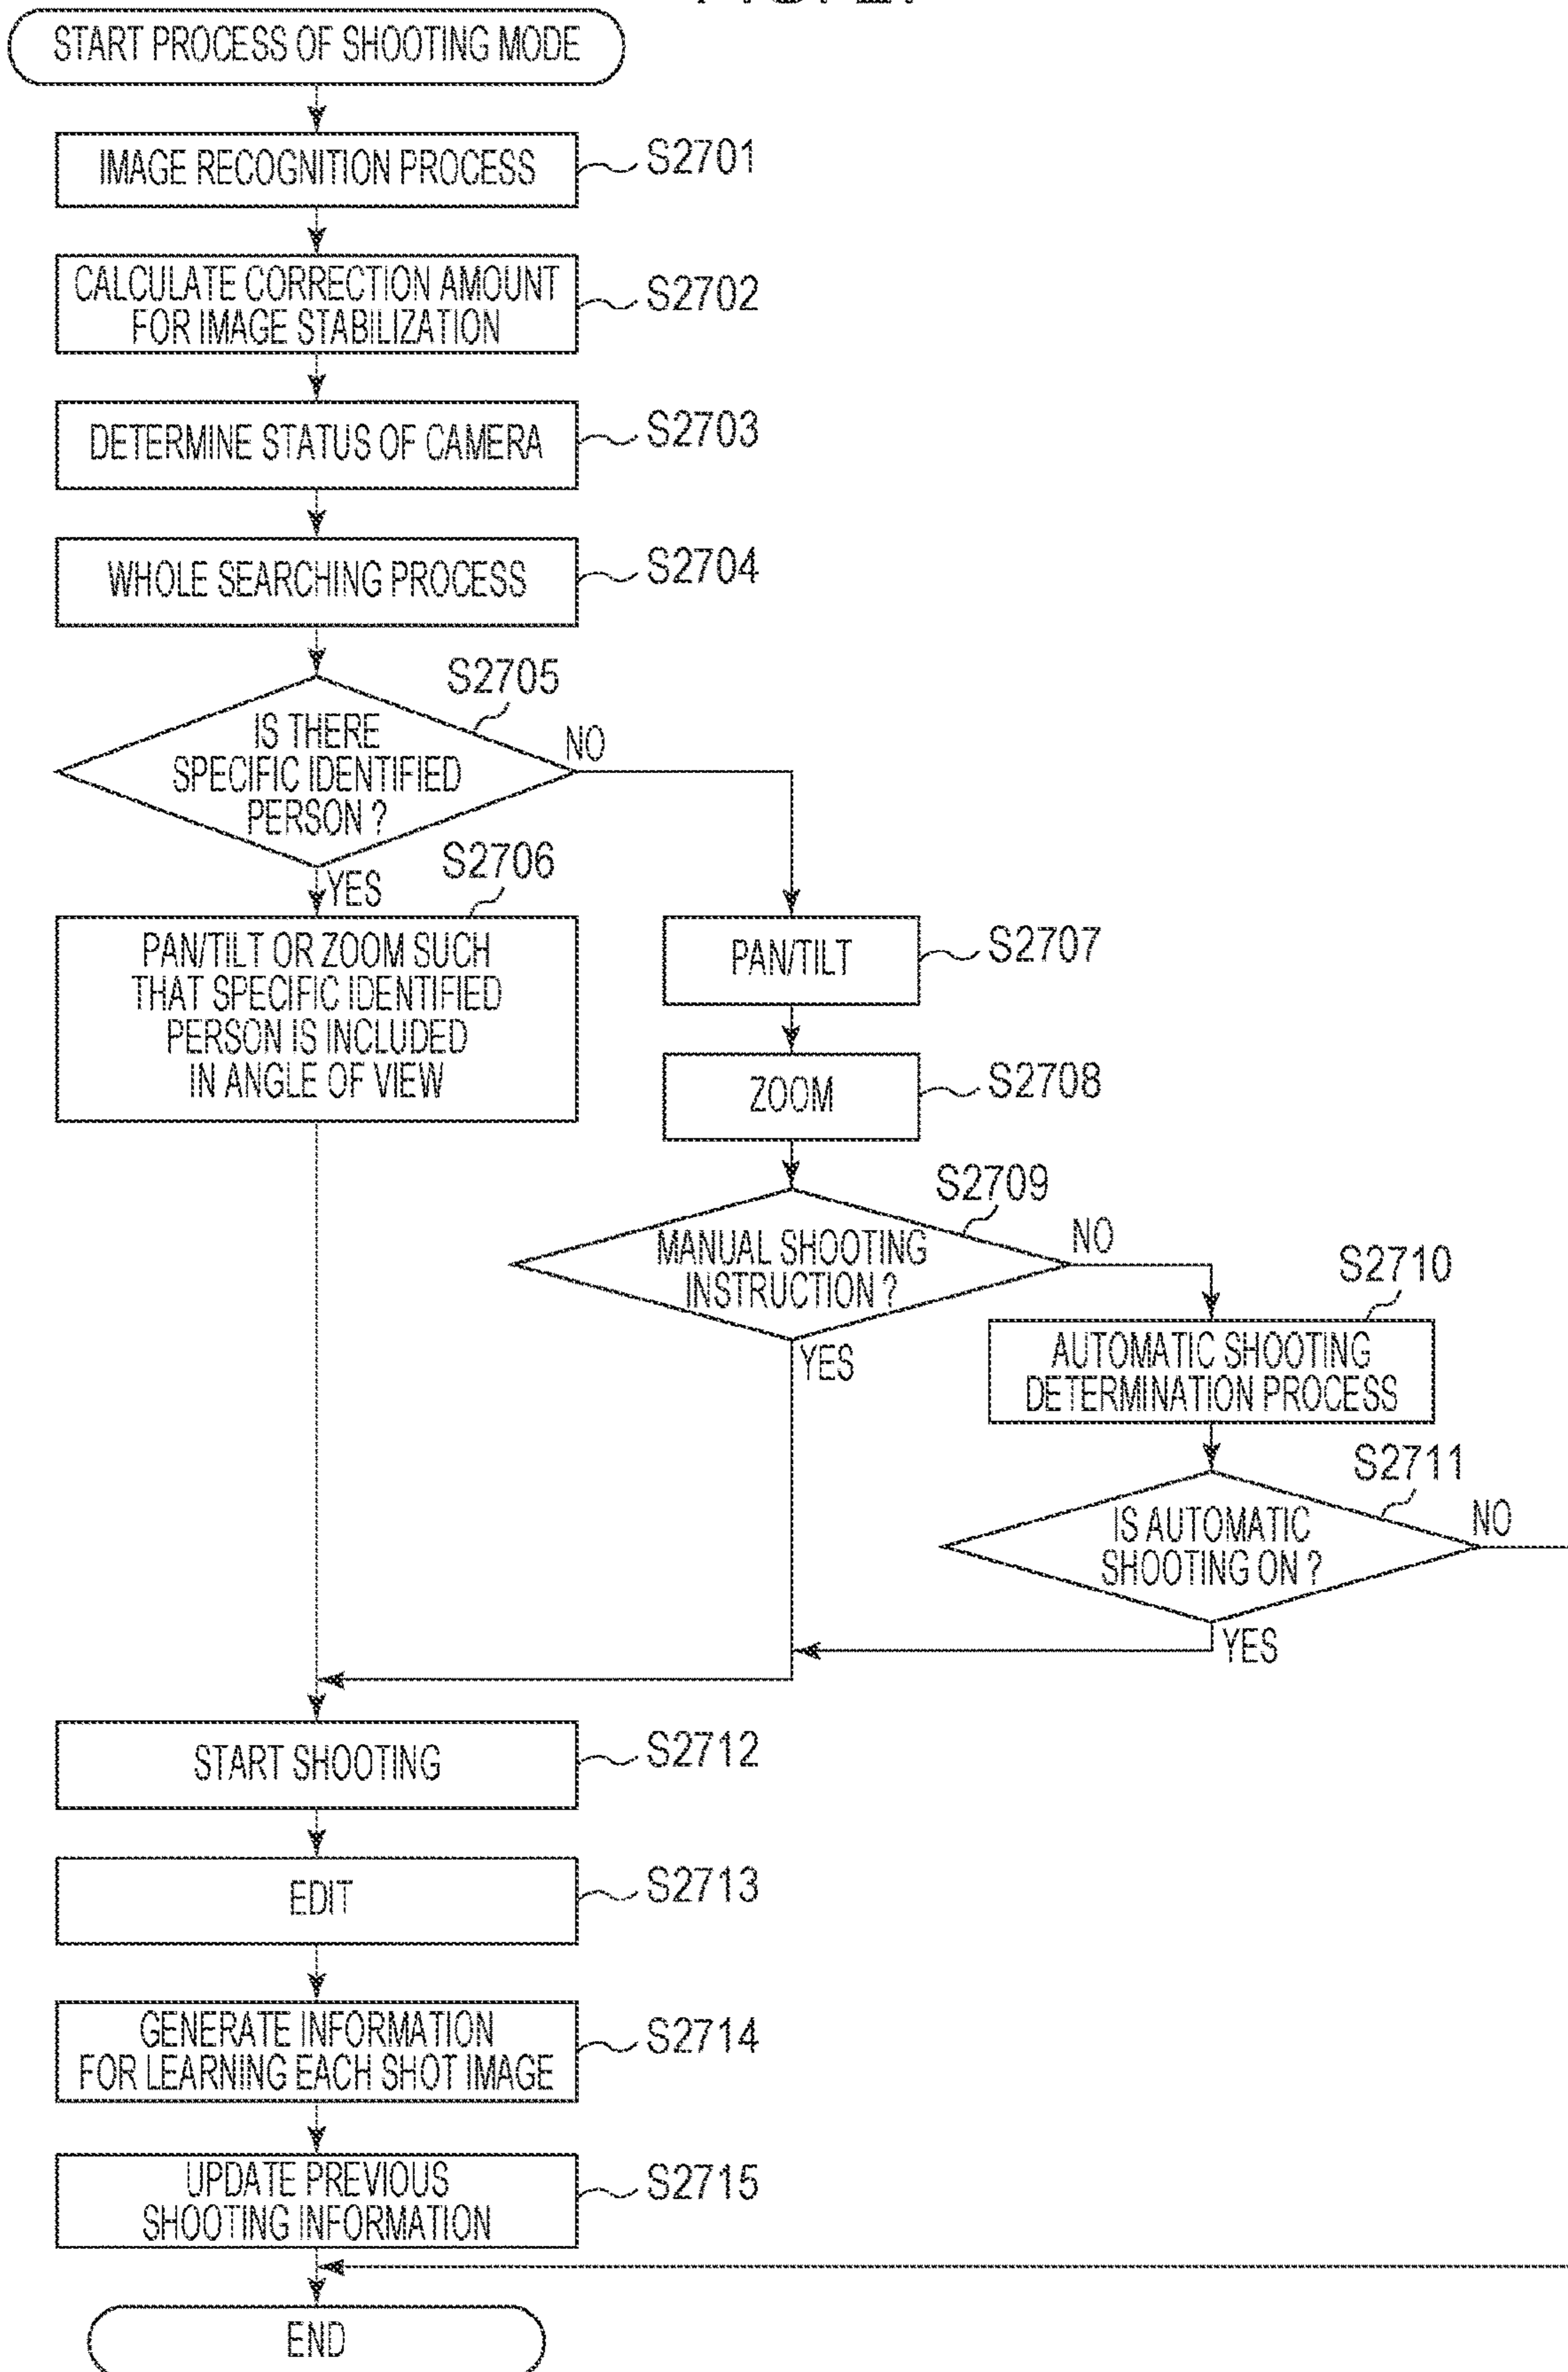 START PROCESS OF SHOOTING MODE
IMAGE RECOGNITION PROCESS
S2701
CALCULATE CORRECTION AMOUNT
FOR IMAGE STABILIZATION
S2702
DETERMINE STATUS OF CAMERA
S2703
WHOLE SEARCHING PROCESS
S2704
S2705
IS THERE
SPECIFIC IDENTIFIED
PERSON ?
NO
YES
S2706
PAN/TILT OR ZOOM SUCH
THAT SPECIFIC IDENTIFIED
PERSON IS INCLUDED
IN ANGLE OF VIEW
PAN/TILT
S2707
ZOOM
S2708
S2709
MANUAL SHOOTING
INSTRUCTION ?
NO
YES
S2710
AUTOMATIC SHOOTING
DETERMINATION PROCESS
S2711
IS AUTOMATIC
SHOOTING ON ?
NO
YES
START SHOOTING
S2712
EDIT
S2713
GENERATE INFORMATION
FOR LEARNING EACH SHOT IMAGE
S2714
UPDATE PREVIOUS
SHOOTING INFORMATION
S2715
END